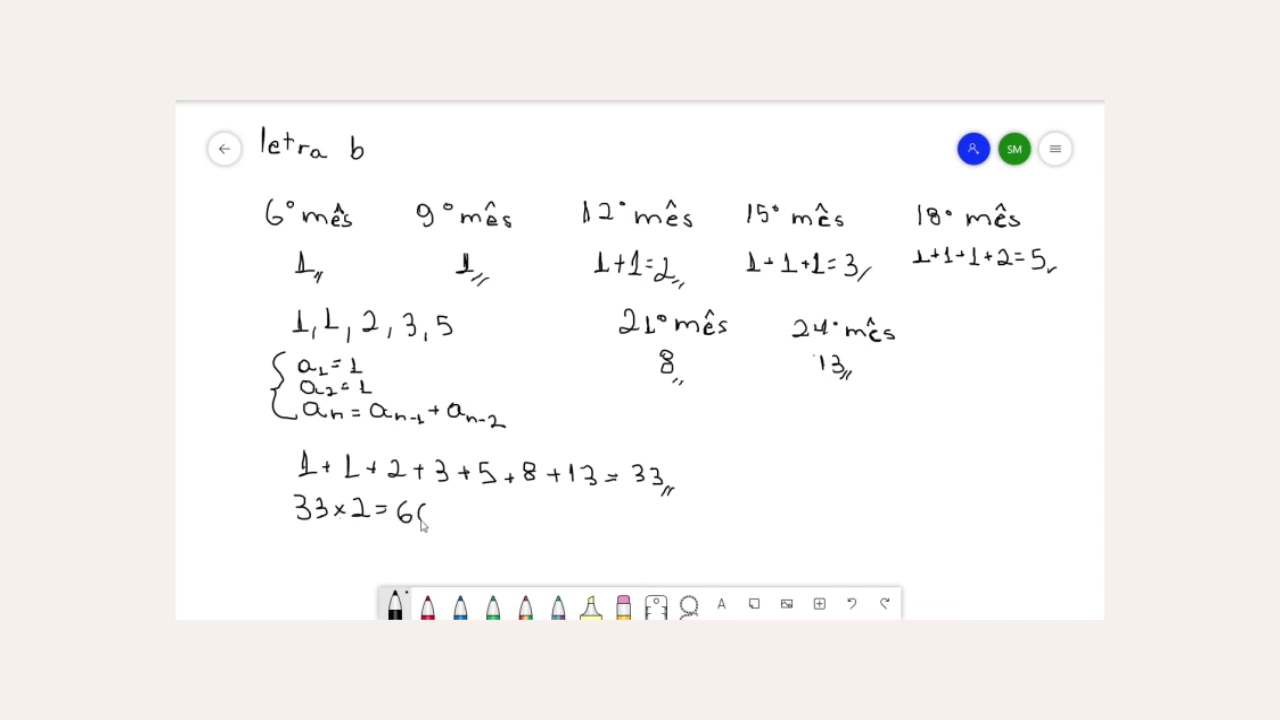 letra b
SM
6° mês 9° mês 12° mês 15° mês 18° mês
1 1 1+1=2 1+1+1=3 1+1+1+2=5
1, 1, 2, 3, 5 21° mês 24° mês
a1=1 8 13
a2=1
an = an-1 + an-2
1+1+2+3+5+8+13=33
33×2=6
A